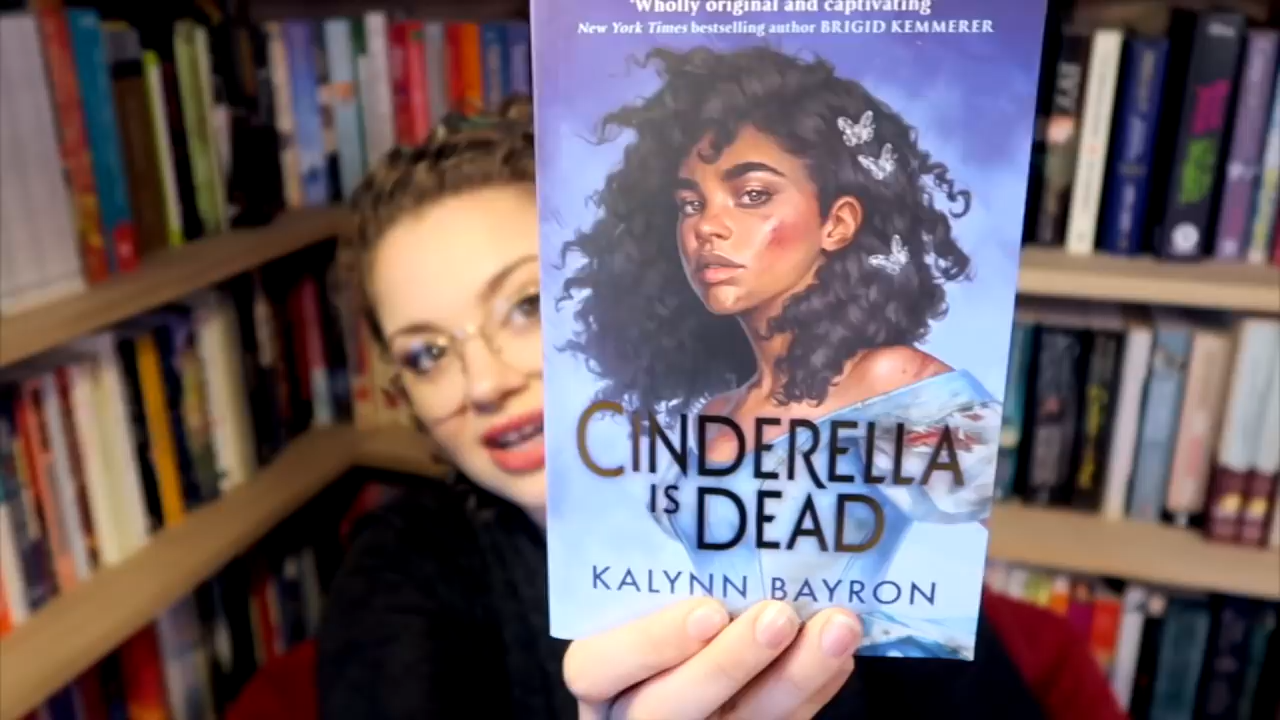 'Wholly original and captivating'
New York Times bestselling author BRIGID KEMMERER
CINDERELLA
IS DEAD
KALYNN BAYRON